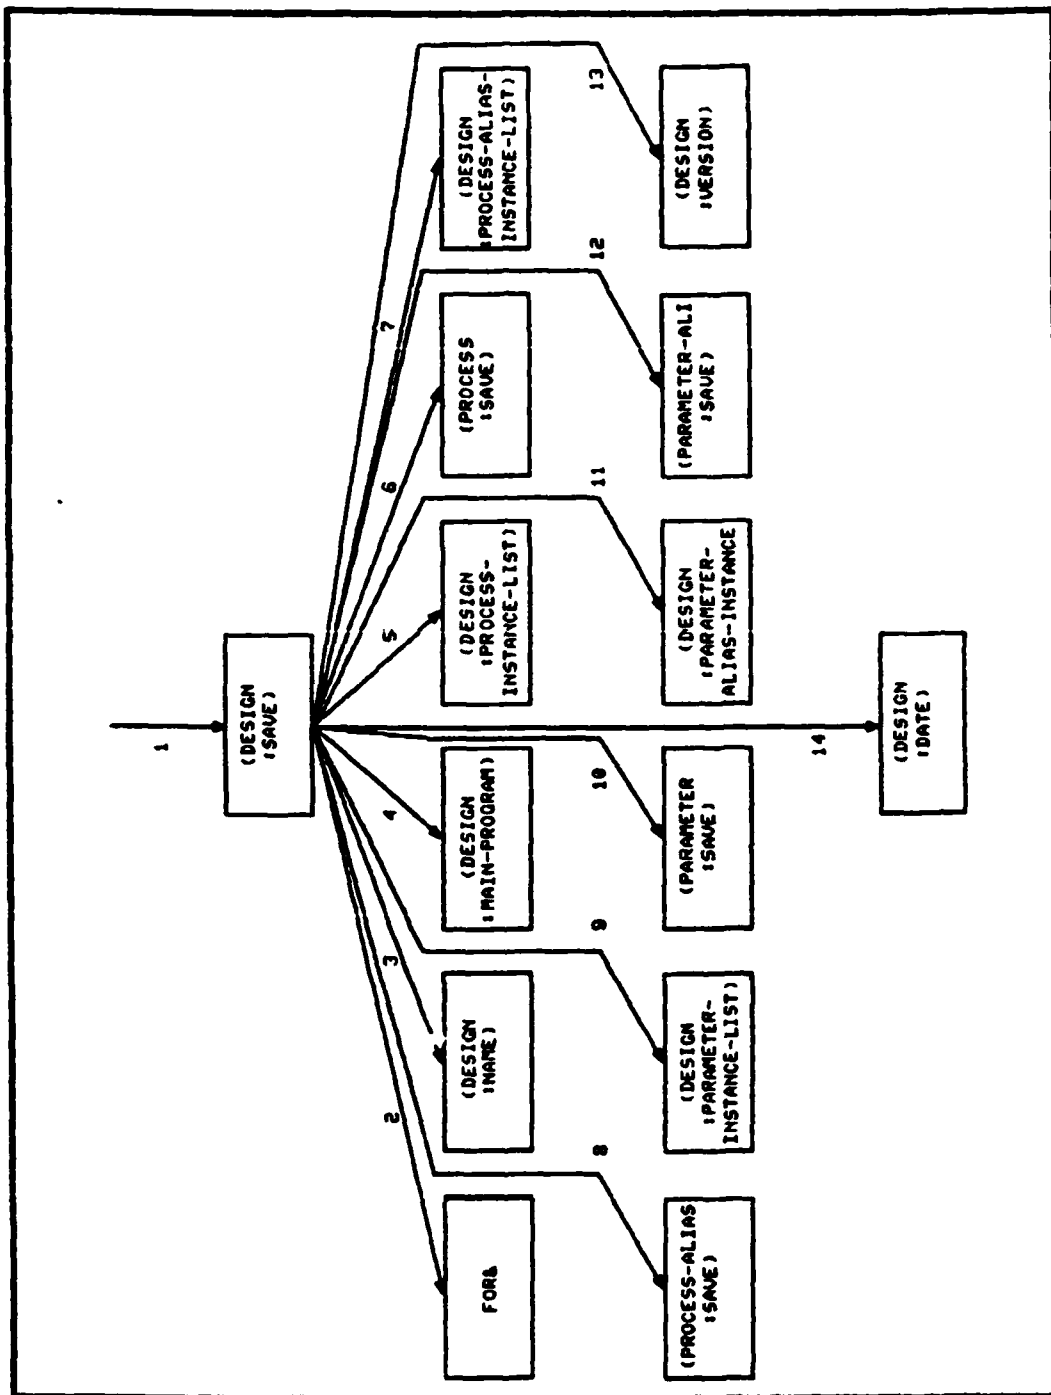 1
(DESIGN
:SAVE)
2
3
4
5
6
7
FOR&
(DESIGN
:NAME)
(DESIGN
:MAIN-PROGRAM)
(DESIGN
:PROCESS-
INSTANCE-LIST)
(PROCESS
:SAVE)
(DESIGN
:PROCESS-ALIAS-
INSTANCE-LIST)
8
9
10
11
12
13
(PROCESS-ALIAS
:SAVE)
(DESIGN
:PARAMETER-
INSTANCE-LIST)
(PARAMETER
:SAVE)
(DESIGN
:PARAMETER-
ALIAS-INSTANCE
(PARAMETER-ALI
:SAVE)
(DESIGN
:VERSION)
14
(DESIGN
:DATE)